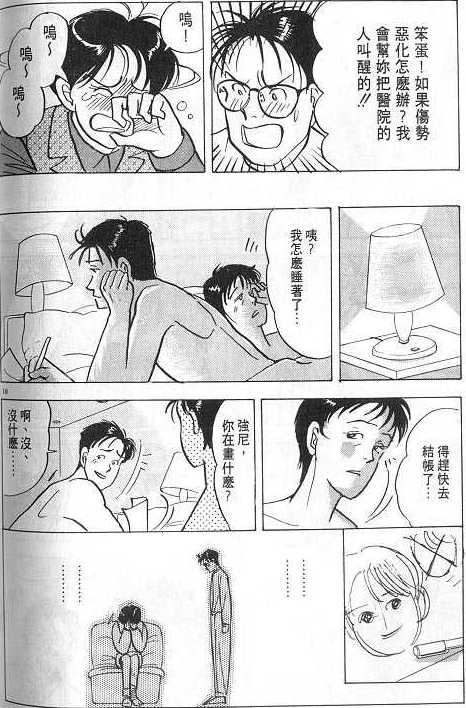 笨蛋!如果傷勢
惡化怎麼辦?我
會幫妳把醫院的
人叫醒的!!
嗚!
嗚~
嗚~嗚~
咦?
我怎麼睡著
了…
得趕快去
結帳了…
強尼,
你在畫什麼?
啊、沒、
沒什麼……
…………
…………
18